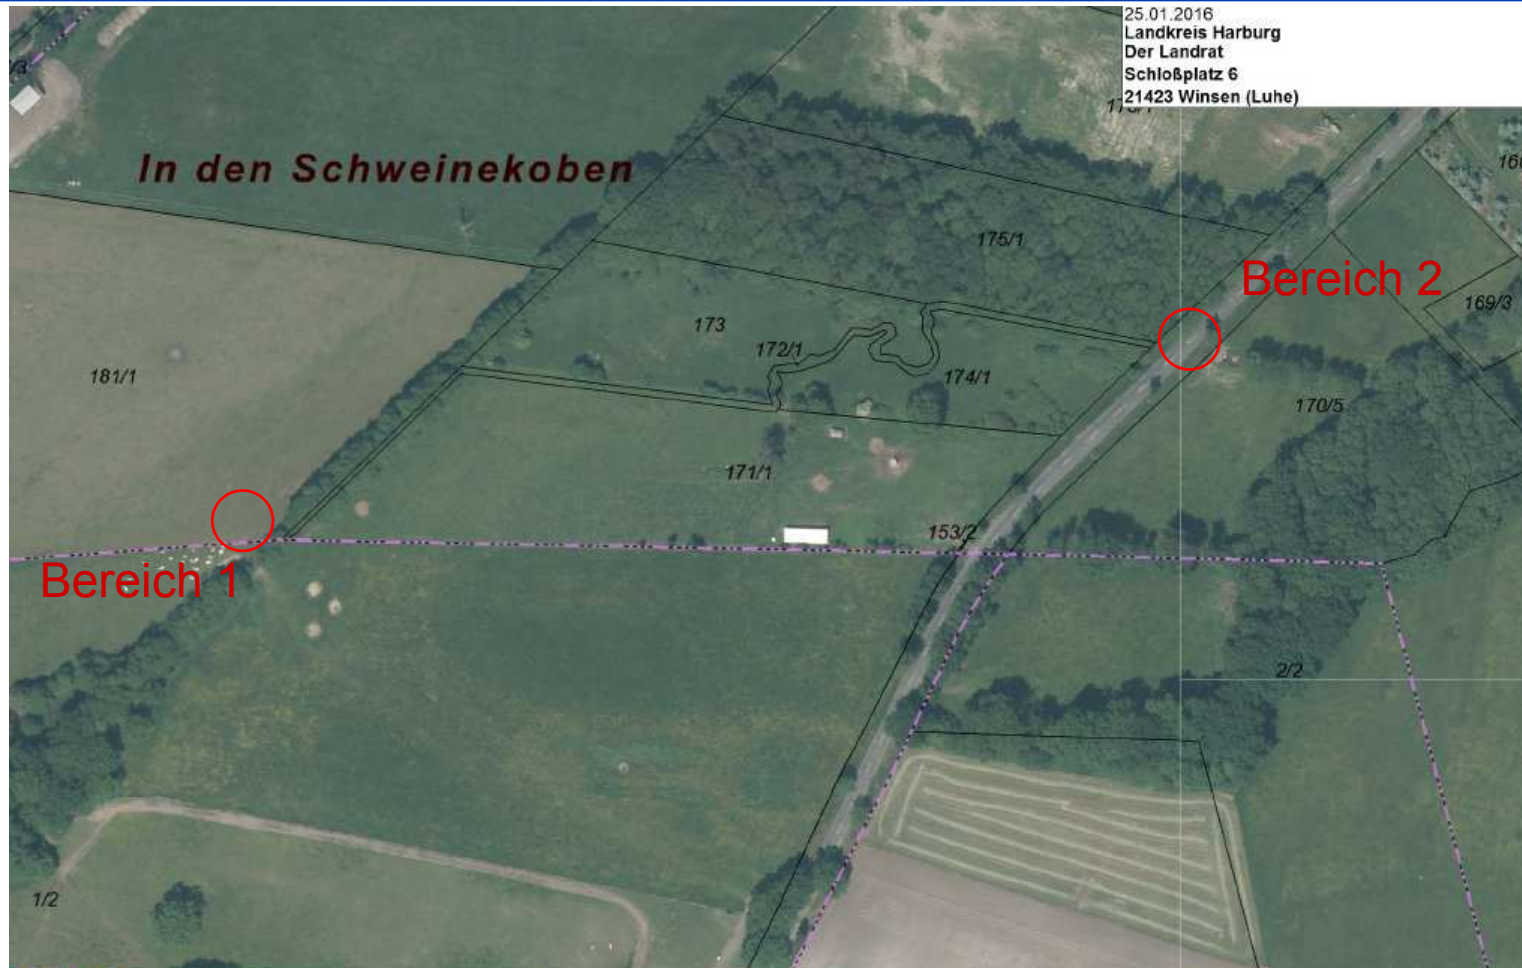 25.01.2016
Landkreis Harburg
Der Landrat
Schloßplatz 6
21423 Winsen (Luhe)
In den Schweinekoben
175/1
Bereich 2
169/3
173
172/1
181/1
174/1
170/5
171/1
153/2
Bereich 1
2/2
1/2